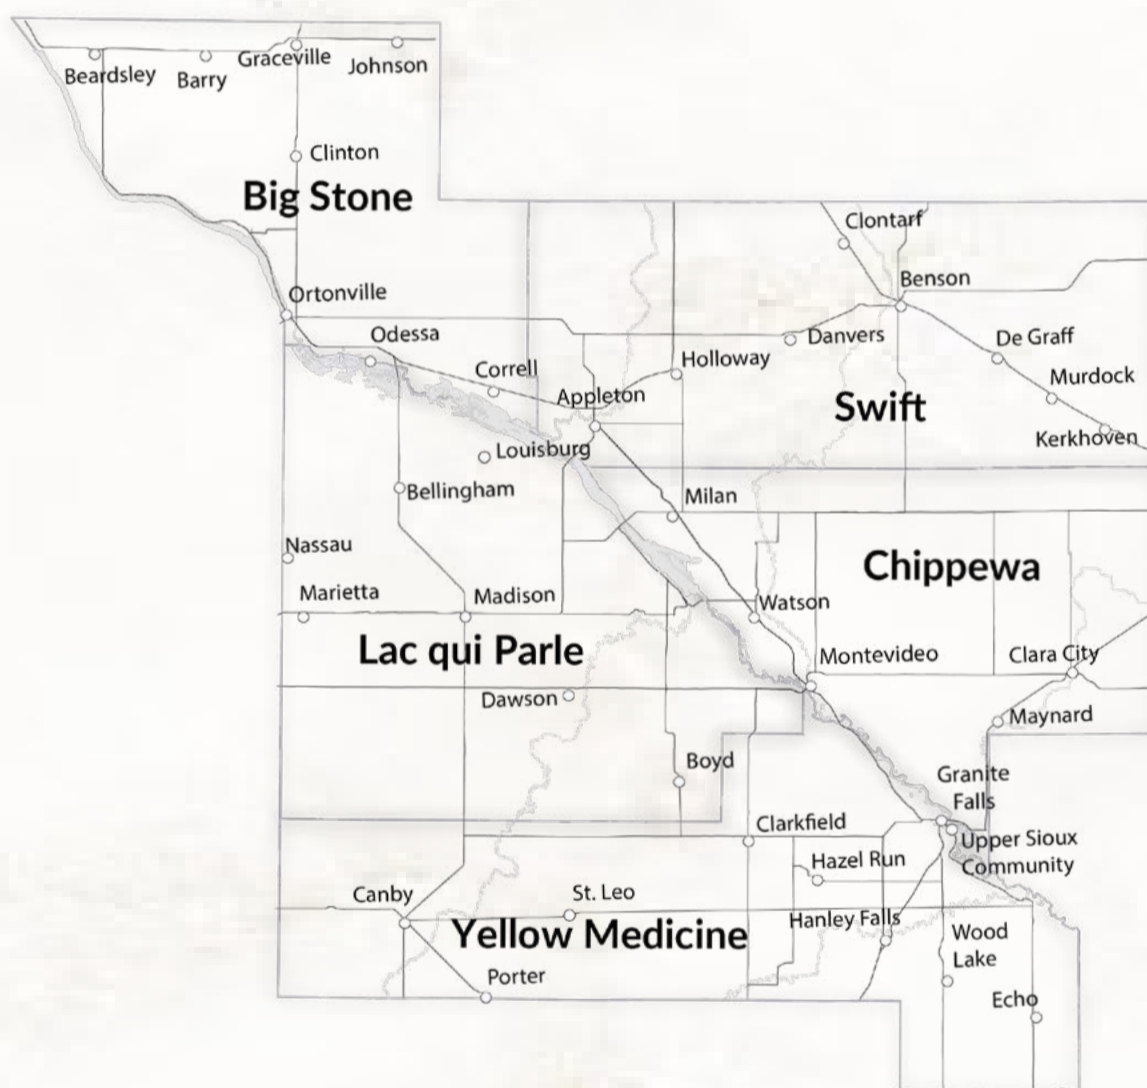 Graceville
Johnson
Beardsley
Barry
Clinton
Big Stone
Clontarf
Benson
Ortonville
Odessa
Danvers
De Graff
Holloway
Correll
Murdock
Appleton
Swift
Kerkhoven
Louisburg
Bellingham
Milan
Nassau
Chippewa
Marietta
Madison
Watson
Lac qui Parle
Montevideo
Clara City
Dawson
Maynard
Boyd
Granite
Falls
Clarkfield
Upper Sioux
Community
Hazel Run
Canby
St. Leo
Hanley Falls
Yellow Medicine
Wood
Lake
Porter
Echo